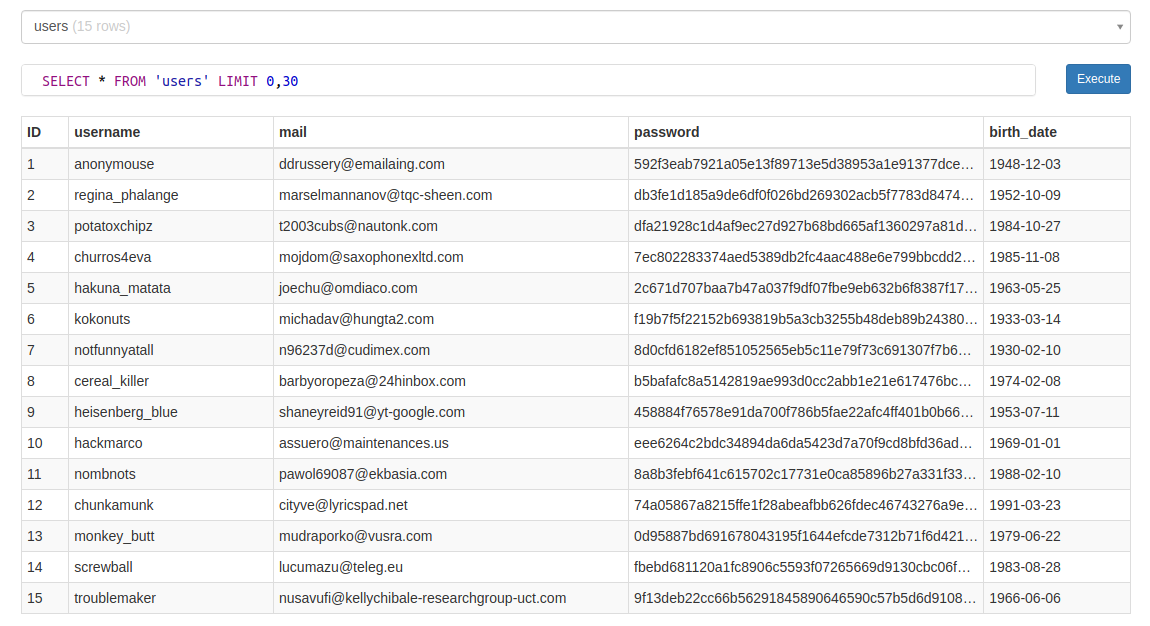 users (15 rows)
SELECT * FROM 'users' LIMIT 0,30
Execute
ID username mail password birth_date
1 anonymouse ddrussery@emailaing.com 592f3eab7921a05e13f89713e5d38953a1e91377dce… 1948-12-03
2 regina_phalange marselmannanov@tqc-sheen.com db3fe1d185a9de6df0f026bd269302acb5f7783d8474… 1952-10-09
3 potatoxchipz t2003cubs@nautonk.com dfa21928c1d4af9ec27d927b68bd665af1360297a81d… 1984-10-27
4 churros4eva mojdom@saxophonexltd.com 7ec802283374aed5389db2fc4aac488e6e799bbcdd2… 1985-11-08
5 hakuna_matata joechu@omdiaco.com 2c671d707baa7b47a037f9df07fbe9eb632b6f8387f17… 1963-05-25
6 kokonuts michadav@hungta2.com f19b7f5f22152b693819b5a3cb3255b48deb89b24380… 1933-03-14
7 notfunnyatall n96237d@cudimex.com 8d0cfd6182ef851052565eb5c11e79f73c691307f7b6… 1930-02-10
8 cereal_killer barbyoropeza@24hinbox.com b5bafafc8a5142819ae993d0cc2abb1e21e617476bc… 1974-02-08
9 heisenberg_blue shaneyreid91@yt-google.com 458884f76578e91da700f786b5fae22afc4ff401b0b66… 1953-07-11
10 hackmarco assuero@maintenances.us eee6264c2bdc34894da6da5423d7a70f9cd8bfd36ad… 1969-01-01
11 nombnots pawol69087@ekbasia.com 8a8b3febf641c615702c17731e0ca85896b27a331f33… 1988-02-10
12 chunkamunk cityve@lyricspad.net 74a05867a8215ffe1f28abeafbb626fdec46743276a9e… 1991-03-23
13 monkey_butt mudraporko@vusra.com 0d95887bd691678043195f1644efcde7312b71f6d421… 1979-06-22
14 screwball lucumazu@teleg.eu fbebd681120a1fc8906c5593f07265669d9130cbc06f… 1983-08-28
15 troublemaker nusavufi@kellychibale-researchgroup-uct.com 9f13deb22cc66b56291845890646590c57b5d6d9108… 1966-06-06